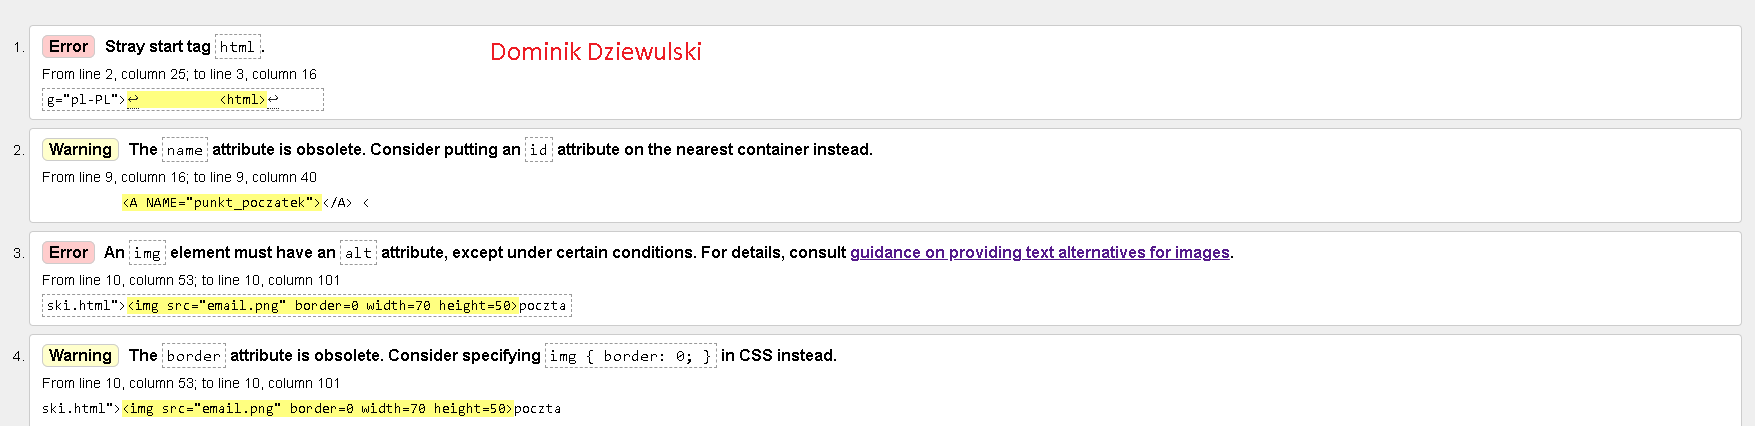 1. Error Stray start tag html. Dominik Dziewulski
From line 2, column 25; to line 3, column 16
g="pl-PL">↩ <html>↩
2. Warning The name attribute is obsolete. Consider putting an id attribute on the nearest container instead.
From line 9, column 16; to line 9, column 40
<A NAME="punkt_poczatek"></A> <
3. Error An img element must have an alt attribute, except under certain conditions. For details, consult guidance on providing text alternatives for images.
From line 10, column 53; to line 10, column 101
ski.html"><img src="email.png" border=0 width=70 height=50>poczta
4. Warning The border attribute is obsolete. Consider specifying img { border: 0; } in CSS instead.
From line 10, column 53; to line 10, column 101
ski.html"><img src="email.png" border=0 width=70 height=50>poczta